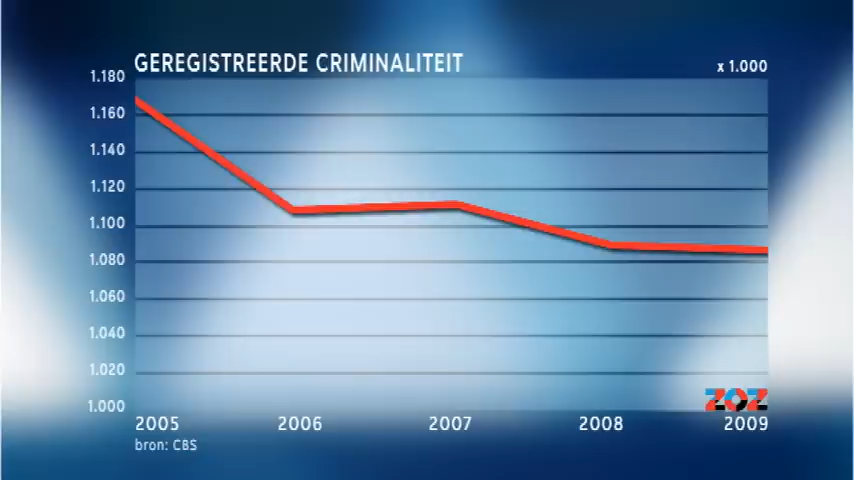 GEREGISTREERDE CRIMINALITEIT
x 1.000
1.180
1.160
1.140
1.120
1.100
1.080
1.060
1.040
1.020
1.000
ZOZ
2005 2006 2007 2008 2009
bron: CBS